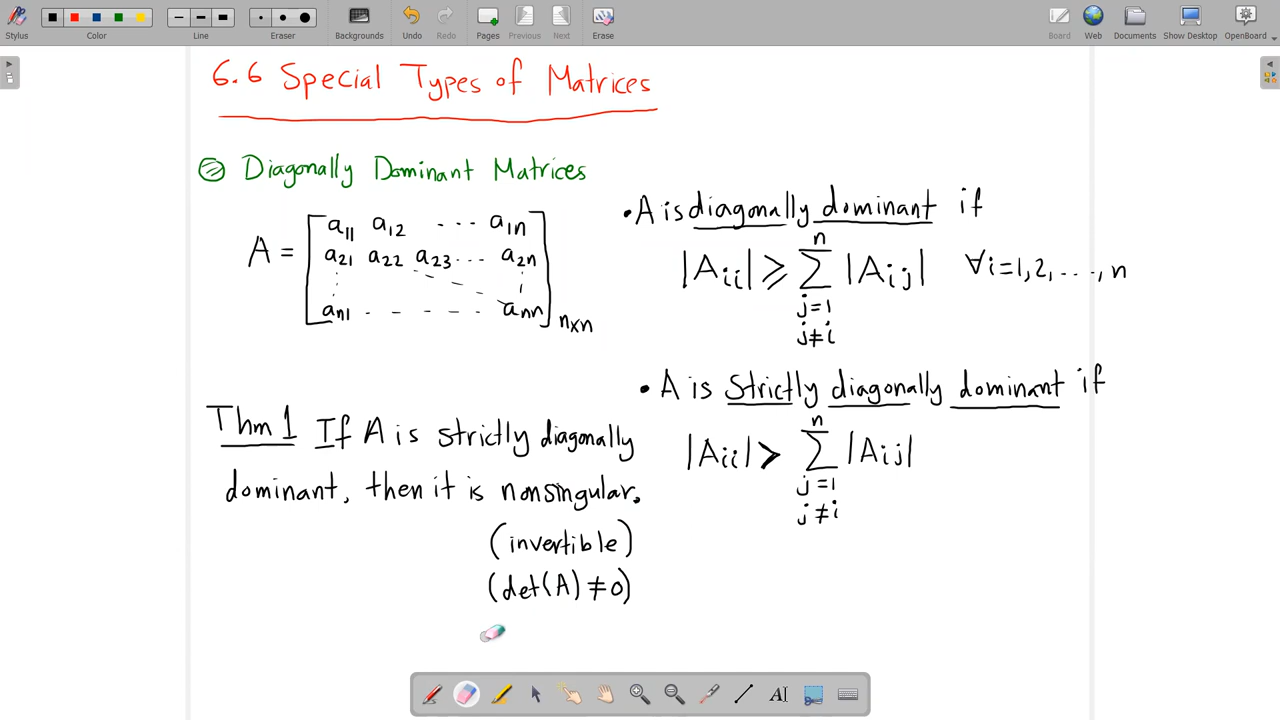 Stylus
Color
Line
Eraser
Backgrounds
Undo
Redo
Pages
Previous
Next
Erase
Board
Web
Documents
Show Desktop
OpenBoard
6.6 Special Types of Matrices
Diagonally Dominant Matrices
A = [ a11 a12 ... a1n
a21 a22 a23 ... a2n
an1 - - - - - ann ] n×n
• A is diagonally dominant if
|Aii| ⩾ n ∑ j=1 j≠i |Aij| ∀i=1,2,...,n
• A is Strictly diagonally dominant if
|Aii| > n ∑ j=1 j≠i |Aij|
Thm 1 If A is strictly diagonally
dominant, then it is nonsingular.
(invertible)
(det(A) ≠ 0)